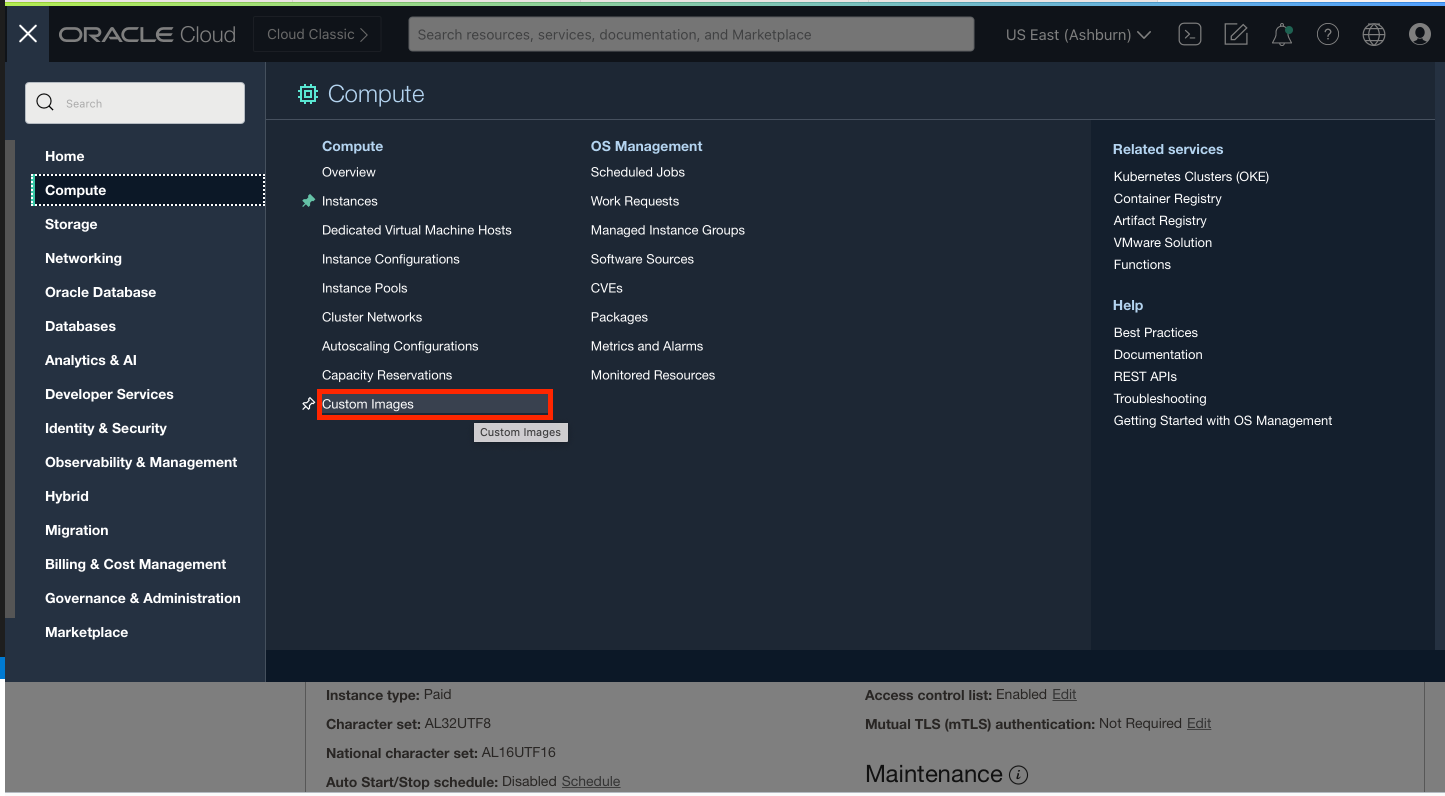 ORACLE Cloud
Cloud Classic
Search resources, services, documentation, and Marketplace
US East (Ashburn)
Search
Home
Compute
Storage
Networking
Oracle Database
Databases
Analytics & AI
Developer Services
Identity & Security
Observability & Management
Hybrid
Migration
Billing & Cost Management
Governance & Administration
Marketplace
Compute
Compute
Overview
Instances
Dedicated Virtual Machine Hosts
Instance Configurations
Instance Pools
Cluster Networks
Autoscaling Configurations
Capacity Reservations
Custom Images
Custom Images
OS Management
Scheduled Jobs
Work Requests
Managed Instance Groups
Software Sources
CVEs
Packages
Metrics and Alarms
Monitored Resources
Related services
Kubernetes Clusters (OKE)
Container Registry
Artifact Registry
VMware Solution
Functions
Help
Best Practices
Documentation
REST APIs
Troubleshooting
Getting Started with OS Management
Instance type: Paid
Character set: AL32UTF8
National character set: AL16UTF16
Auto Start/Stop schedule: Disabled Schedule
Access control list: Enabled Edit
Mutual TLS (mTLS) authentication: Not Required Edit
Maintenance